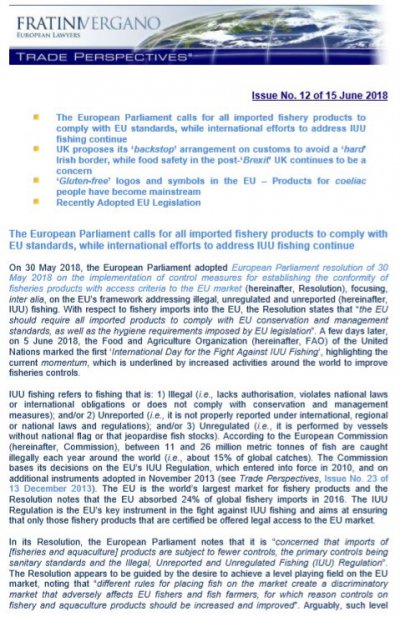 FRATINIVERGANO
EUROPEAN LAWYERS
TRADE PERSPECTIVES®
Issue No. 12 of 15 June 2018
The European Parliament calls for all imported fishery products to
comply with EU standards, while international efforts to address IUU
fishing continue
UK proposes its 'backstop' arrangement on customs to avoid a 'hard'
Irish border, while food safety in the post-'Brexit' UK continues to be a
concern
'Gluten-free' logos and symbols in the EU – Products for coeliac
people have become mainstream
Recently Adopted EU Legislation
The European Parliament calls for all imported fishery products to comply with
EU standards, while international efforts to address IUU fishing continue
On 30 May 2018, the European Parliament adopted European Parliament resolution of 30
May 2018 on the implementation of control measures for establishing the conformity of
fisheries products with access criteria to the EU market (hereinafter, Resolution), focusing,
inter alia, on the EU's framework addressing illegal, unregulated and unreported (hereinafter,
IUU) fishing. With respect to fishery imports into the EU, the Resolution states that "the EU
should require all imported products to comply with EU conservation and management
standards, as well as the hygiene requirements imposed by EU legislation". A few days later,
on 5 June 2018, the Food and Agriculture Organization (hereinafter, FAO) of the United
Nations marked the first 'International Day for the Fight Against IUU Fishing', highlighting the
current momentum, which is underlined by increased activities around the world to improve
fisheries controls.
IUU fishing refers to fishing that is: 1) Illegal (i.e., lacks authorisation, violates national laws
or international obligations or does not comply with conservation and management
measures); and/or 2) Unreported (i.e., it is not properly reported under international, regional
or national laws and regulations); and/or 3) Unregulated (i.e., it is performed by vessels
without national flag or that jeopardise fish stocks). According to the European Commission
(hereinafter, Commission), between 11 and 26 million metric tonnes of fish are caught
illegally each year around the world (i.e., about 15% of global catches). The Commission
bases its decisions on the EU's IUU Regulation, which entered into force in 2010, and on
additional instruments adopted in November 2013 (see Trade Perspectives, Issue No. 23 of
13 December 2013). The EU is the world's largest market for fishery products and the
Resolution notes that the EU absorbed 24% of global fishery imports in 2016. The IUU
Regulation is the EU's key instrument in the fight against IUU fishing and aims at ensuring
that only those fishery products that are certified be offered legal access to the EU market.
In its Resolution, the European Parliament notes that it is "concerned that imports of
[fisheries and aquaculture] products are subject to fewer controls, the primary controls being
sanitary standards and the Illegal, Unreported and Unregulated Fishing (IUU) Regulation".
The Resolution appears to be guided by the desire to achieve a level playing field on the EU
market, noting that "different rules for placing fish on the market create a discriminatory
market that adversely affects EU fishers and fish farmers, for which reason controls on
fishery and aquaculture products should be increased and improved". Arguably, such level